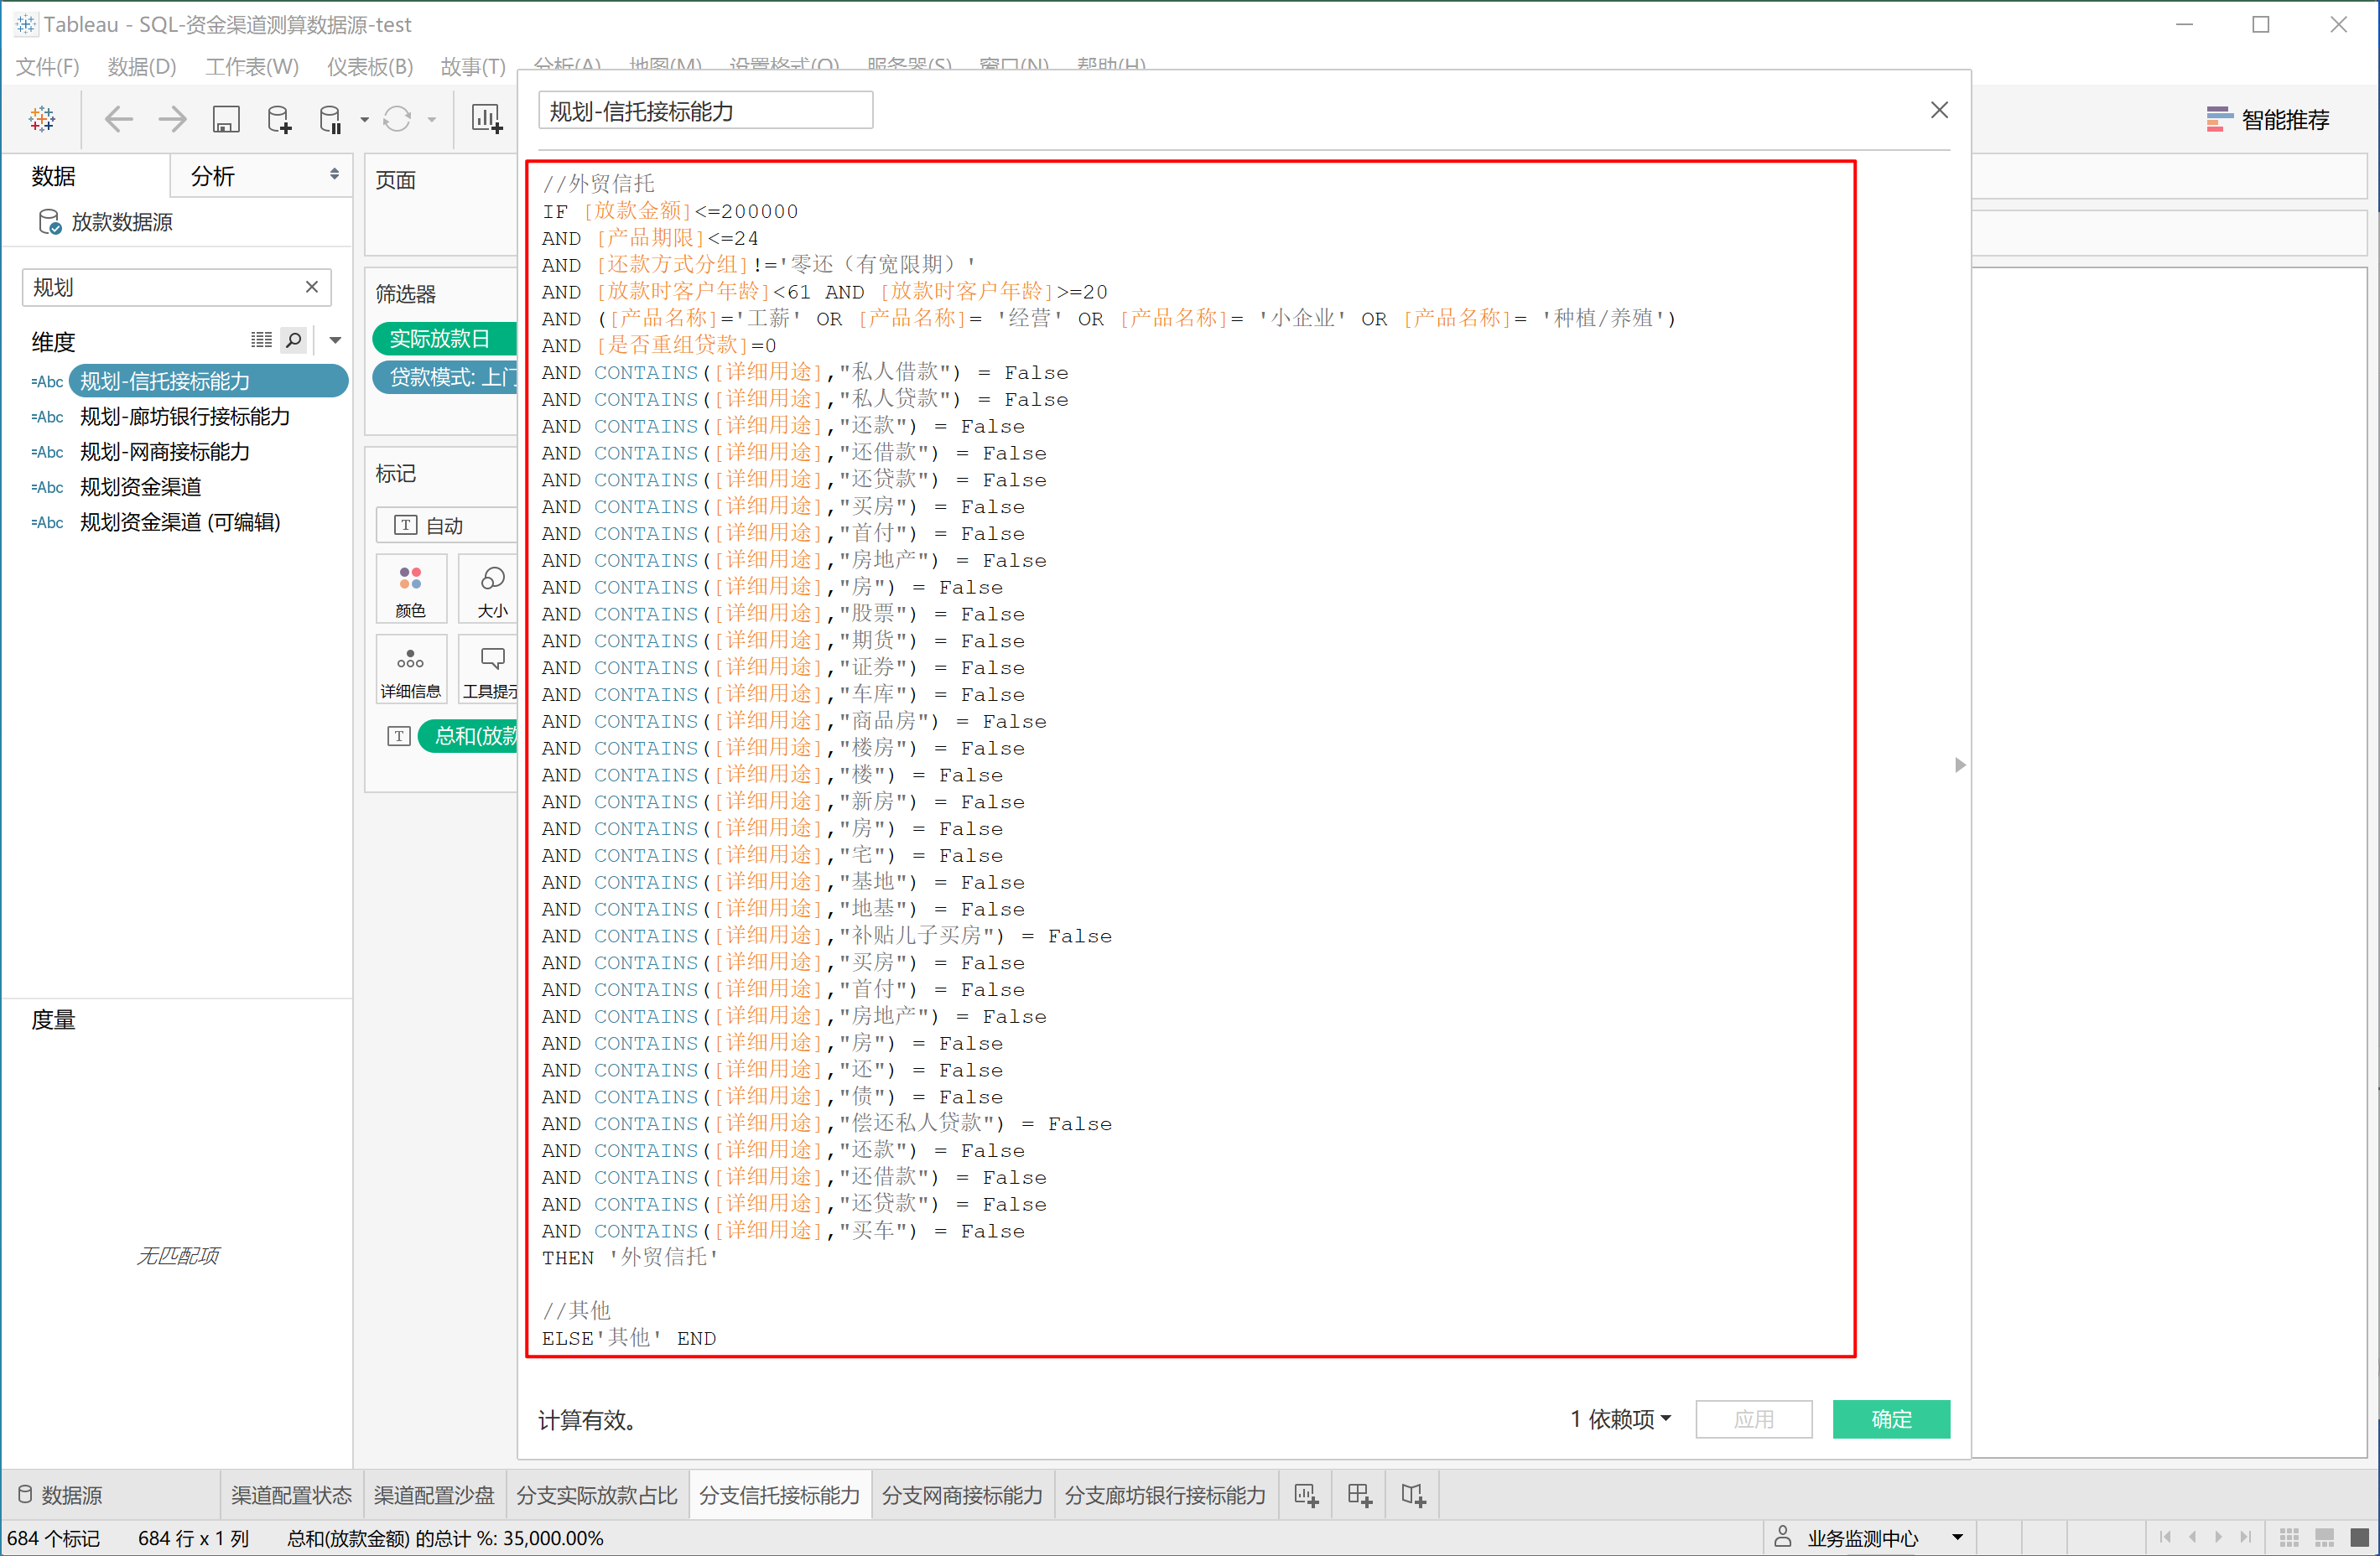 Tableau - SQL-资金渠道测算数据源-test
文件(F) 数据(D) 工作表(W) 仪表板(B) 故事(T) 分析(A) 地图(M) 设置格式(O) 服务器(S) 窗口(N) 帮助(H)
智能推荐
数据 分析
放款数据源
规划
维度
=Abc 规划-信托接标能力
=Abc 规划-廊坊银行接标能力
=Abc 规划-网商接标能力
=Abc 规划资金渠道
=Abc 规划资金渠道 (可编辑)
度量
无匹配项
页面
筛选器
实际放款日
贷款模式: 上门
标记
自动
颜色 大小
详细信息 工具提示
总和(放款
规划-信托接标能力
//外贸信托
IF [放款金额]<=200000
AND [产品期限]<=24
AND [还款方式分组]!='零还（有宽限期）'
AND [放款时客户年龄]<61 AND [放款时客户年龄]>=20
AND ([产品名称]='工薪' OR [产品名称]= '经营' OR [产品名称]= '小企业' OR [产品名称]= '种植/养殖')
AND [是否重组贷款]=0
AND CONTAINS([详细用途],"私人借款") = False
AND CONTAINS([详细用途],"私人贷款") = False
AND CONTAINS([详细用途],"还款") = False
AND CONTAINS([详细用途],"还借款") = False
AND CONTAINS([详细用途],"还贷款") = False
AND CONTAINS([详细用途],"买房") = False
AND CONTAINS([详细用途],"首付") = False
AND CONTAINS([详细用途],"房地产") = False
AND CONTAINS([详细用途],"房") = False
AND CONTAINS([详细用途],"股票") = False
AND CONTAINS([详细用途],"期货") = False
AND CONTAINS([详细用途],"证券") = False
AND CONTAINS([详细用途],"车库") = False
AND CONTAINS([详细用途],"商品房") = False
AND CONTAINS([详细用途],"楼房") = False
AND CONTAINS([详细用途],"楼") = False
AND CONTAINS([详细用途],"新房") = False
AND CONTAINS([详细用途],"房") = False
AND CONTAINS([详细用途],"宅") = False
AND CONTAINS([详细用途],"基地") = False
AND CONTAINS([详细用途],"地基") = False
AND CONTAINS([详细用途],"补贴儿子买房") = False
AND CONTAINS([详细用途],"买房") = False
AND CONTAINS([详细用途],"首付") = False
AND CONTAINS([详细用途],"房地产") = False
AND CONTAINS([详细用途],"房") = False
AND CONTAINS([详细用途],"还") = False
AND CONTAINS([详细用途],"债") = False
AND CONTAINS([详细用途],"偿还私人贷款") = False
AND CONTAINS([详细用途],"还款") = False
AND CONTAINS([详细用途],"还借款") = False
AND CONTAINS([详细用途],"还贷款") = False
AND CONTAINS([详细用途],"买车") = False
THEN '外贸信托'
//其他
ELSE'其他' END
计算有效。
1 依赖项 应用 确定
数据源 渠道配置状态 渠道配置沙盘 分支实际放款占比 分支信托接标能力 分支网商接标能力 分支廊坊银行接标能力
684 个标记 684 行 x 1 列 总和(放款金额) 的总计 %: 35,000.00% 业务监测中心